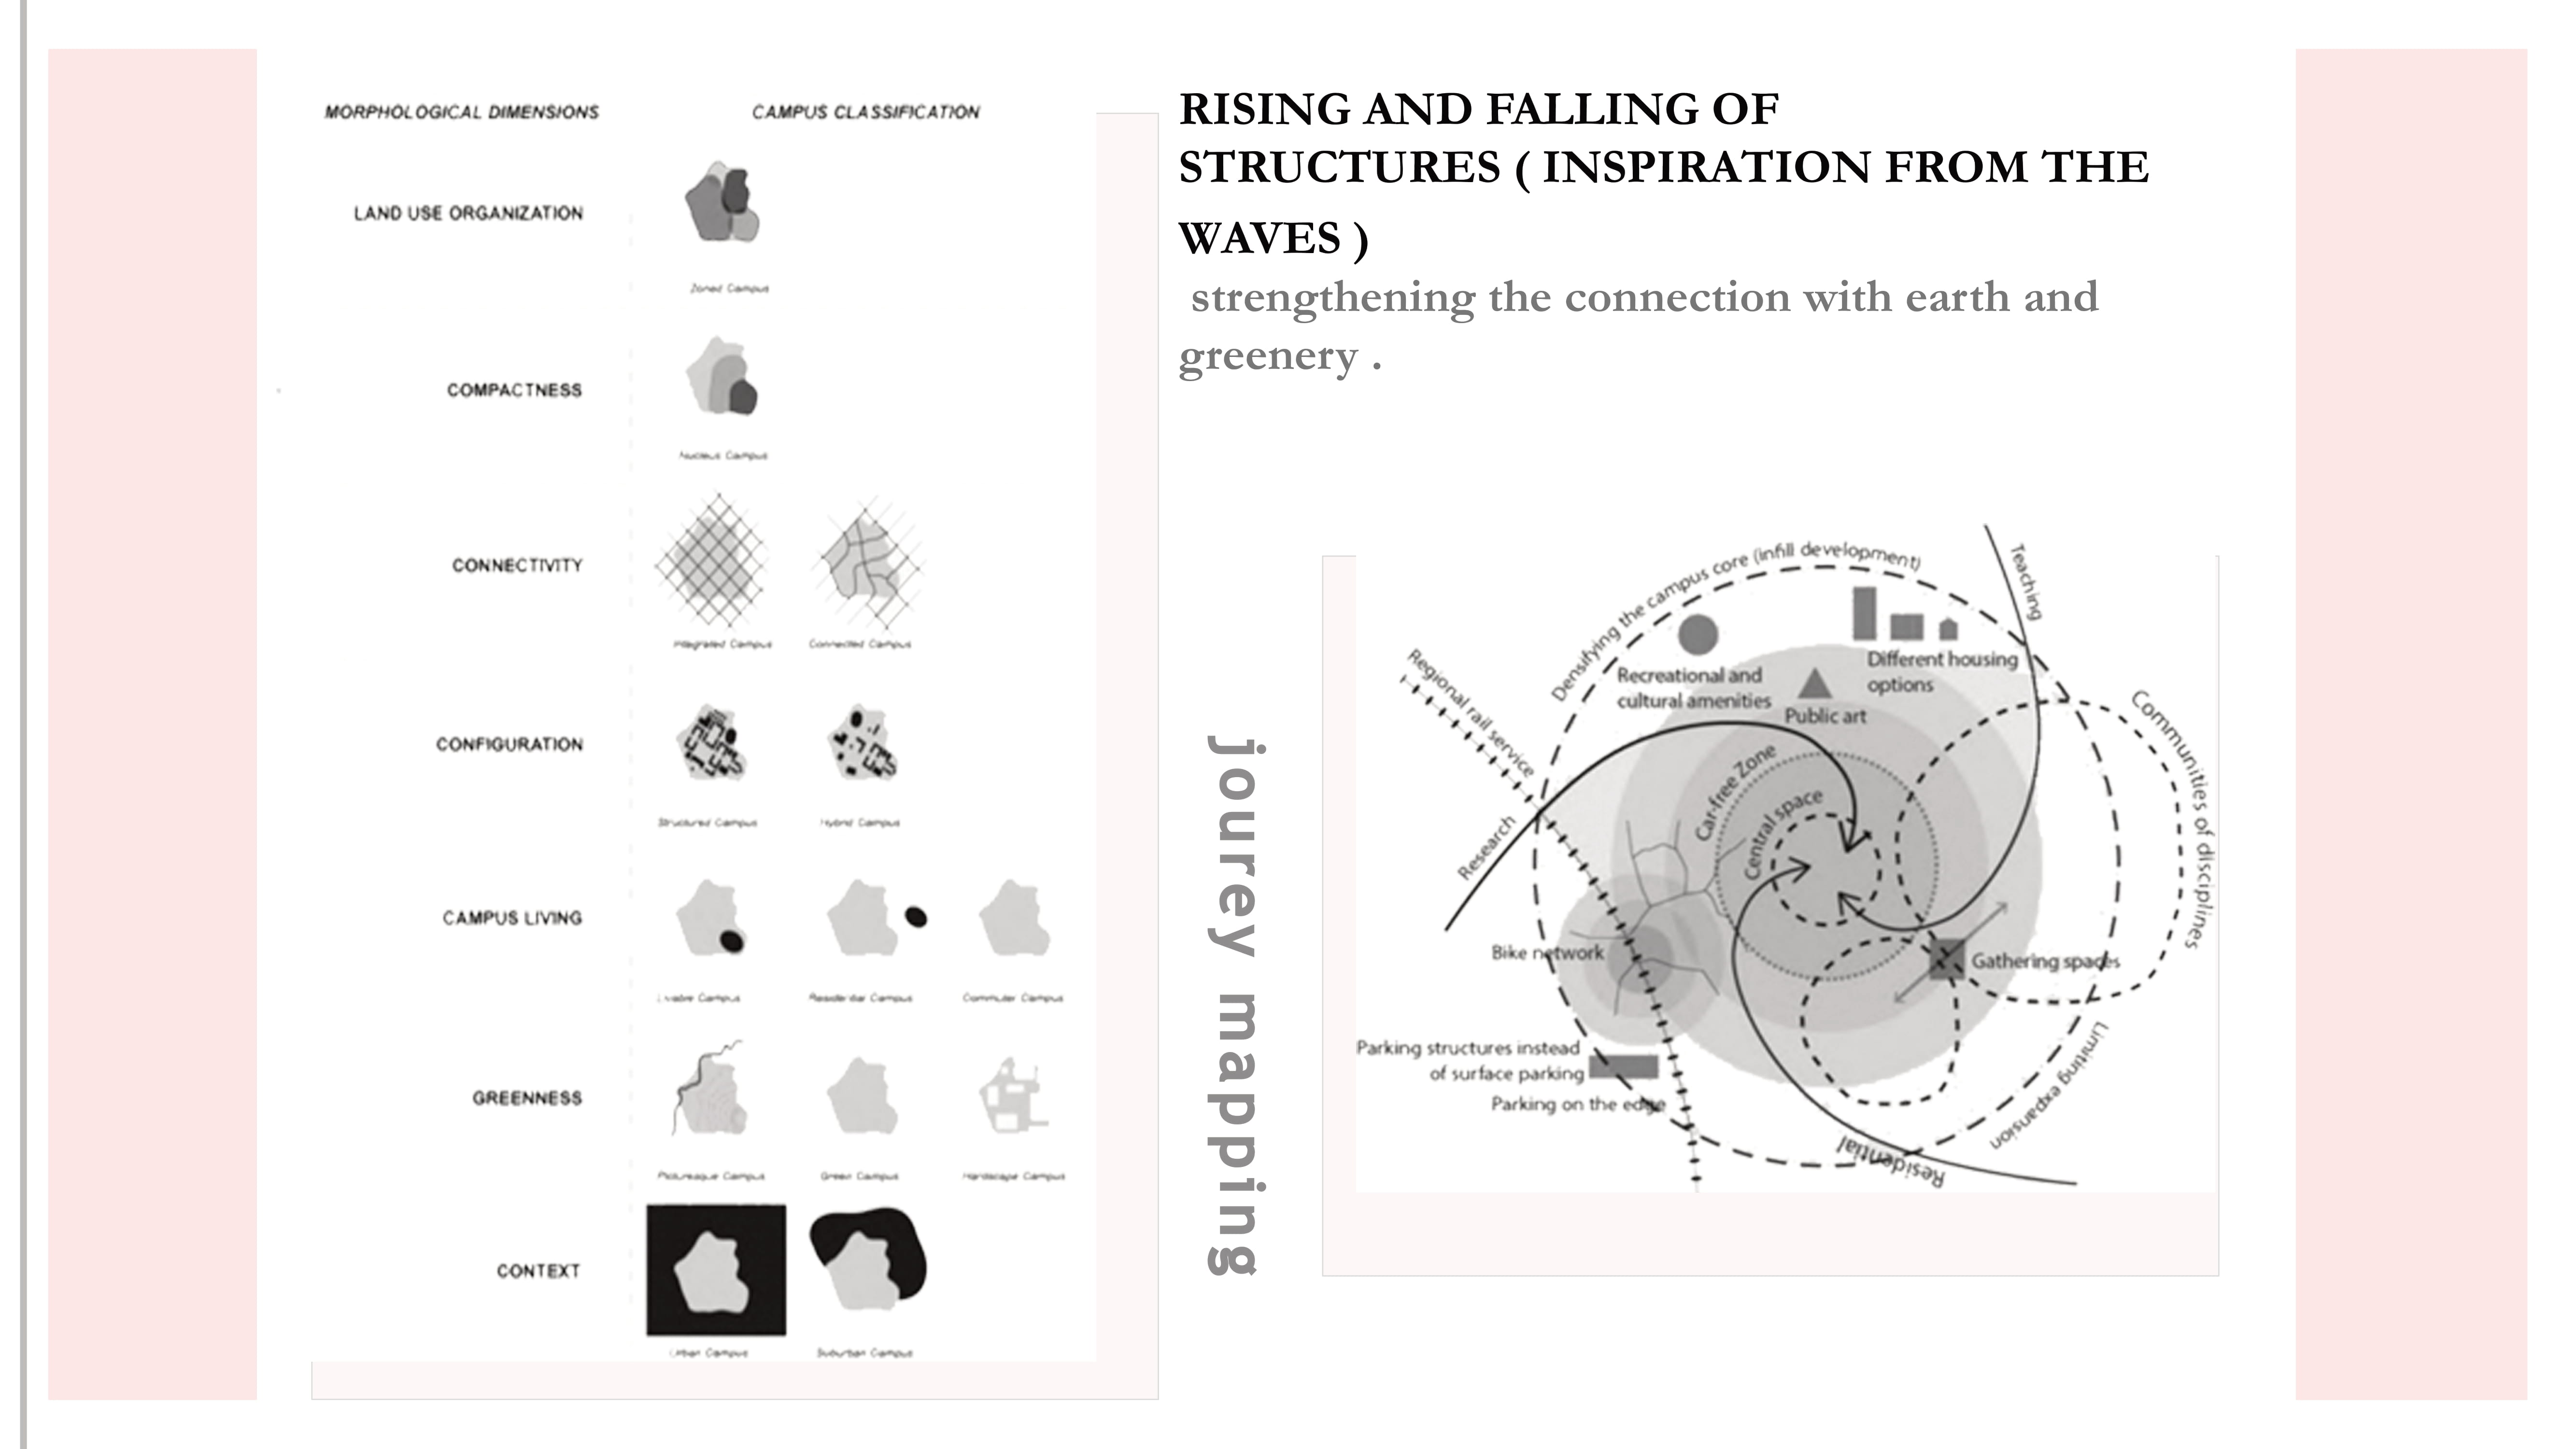 MORPHOLOGICAL DIMENSIONS
CAMPUS CLASSIFICATION
LAND USE ORGANIZATION
Zoned Campus
COMPACTNESS
Nucleus Campus
CONNECTIVITY
Integrated Campus
Connected Campus
CONFIGURATION
Structured Campus
Hybrid Campus
CAMPUS LIVING
Livable Campus
Residential Campus
Commuter Campus
GREENNESS
Picturesque Campus
Green Campus
Hardscape Campus
CONTEXT
Urban Campus
Suburban Campus
RISING AND FALLING OF
STRUCTURES ( INSPIRATION FROM THE
WAVES )
strengthening the connection with earth and
greenery .
jourey mapping
Densifying the campus core (infill development)
Teaching
Regional rail service
Recreational and
cultural amenities
Different housing
options
Public art
Communities of disciplines
Car-free Zone
Central space
Research
Bike network
Gathering spaces
Parking structures instead
of surface parking
Parking on the edge
Limiting expansion
Residential